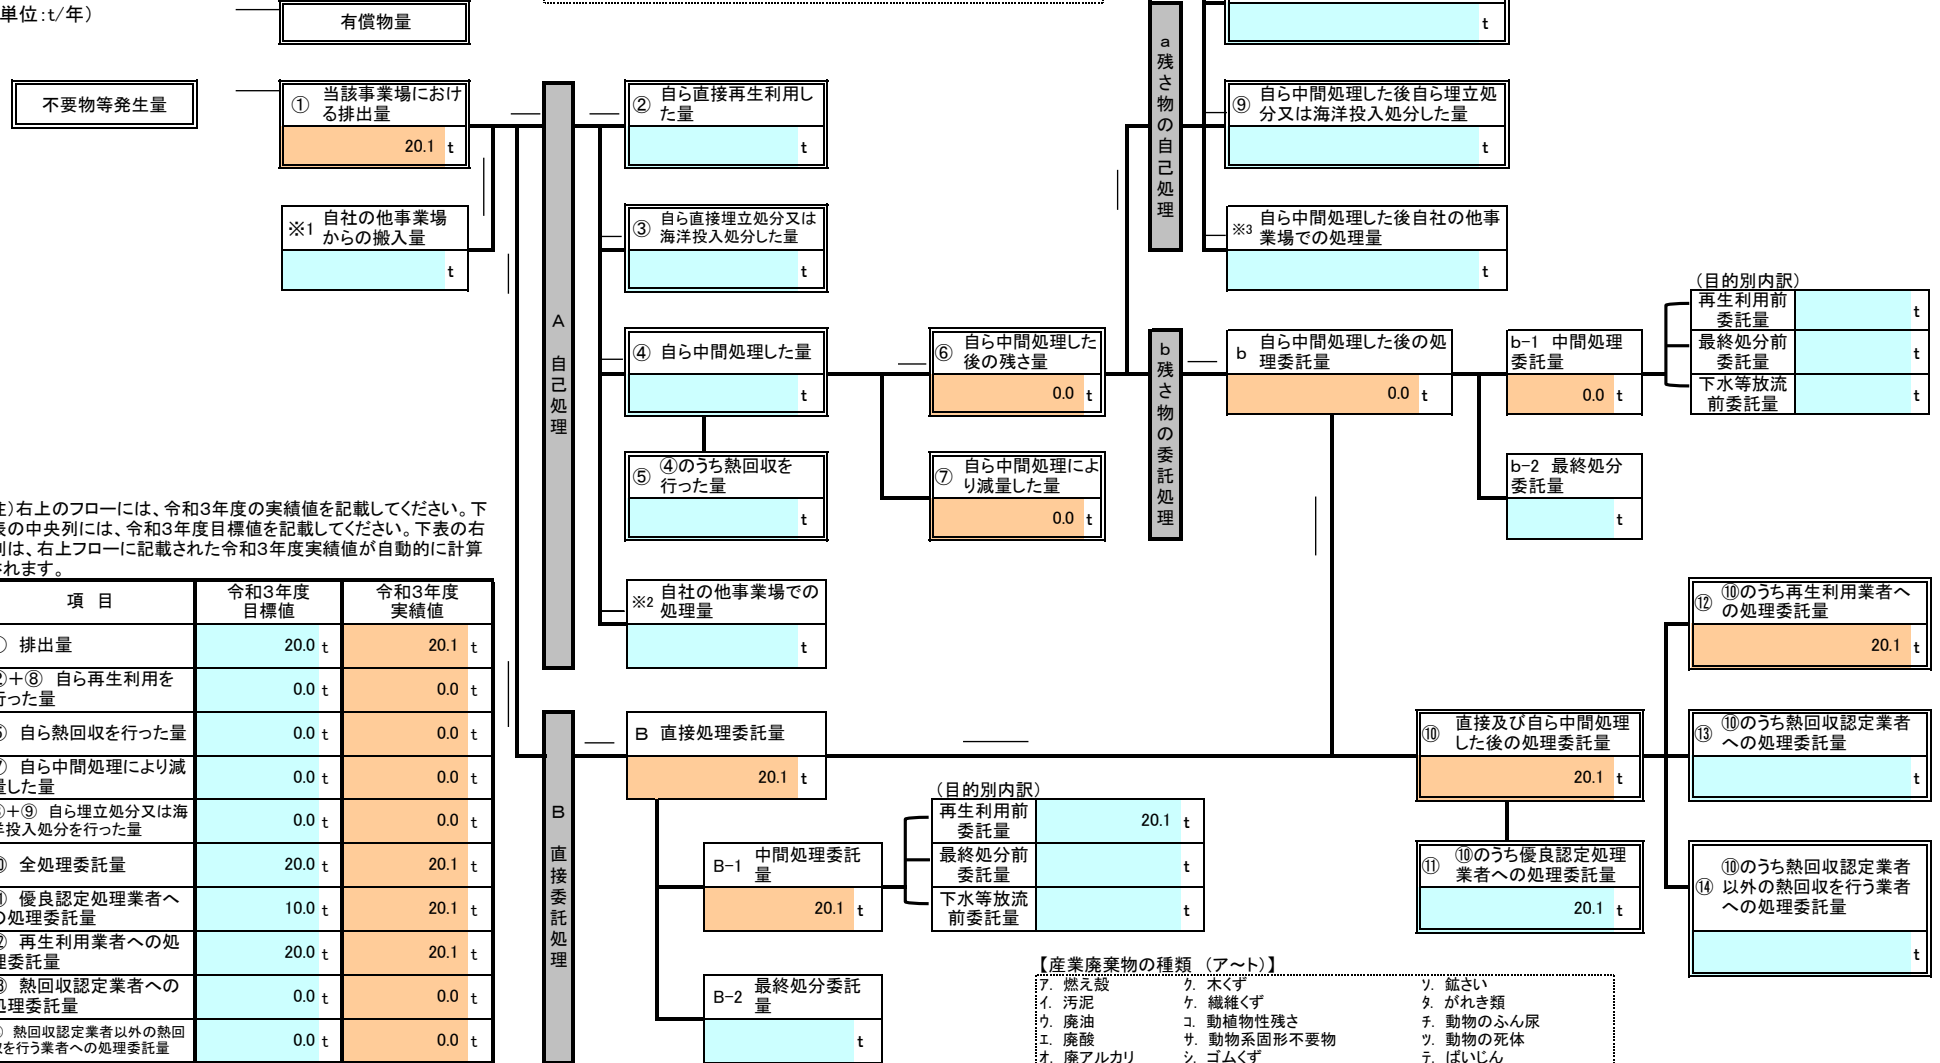 単位:t/年)
有償物量
t
不要物等発生量
① 当該事業場におけ
る排出量
20.1 t
※1 自社の他事業場
からの搬入量
t
A 自己処理
② 自ら直接再生利用し
た量
t
③ 自ら直接埋立処分又は
海洋投入処分した量
t
④ 自ら中間処理した量
t
⑤ ④のうち熱回収を
行った量
t
※2 自社の他事業場での
処理量
t
⑥ 自ら中間処理した
後の残さ量
0.0 t
⑦ 自ら中間処理によ
り減量した量
0.0 t
a残さ物の自己処理
⑨ 自ら中間処理した後自ら埋立処
分又は海洋投入処分した量
t
※3 自ら中間処理した後自社の他事
業場での処理量
t
b残さ物の委託処理
b 自ら中間処理した後の処
理委託量
0.0 t
b-1 中間処理
委託量
0.0 t
b-2 最終処分
委託量
t
(目的別内訳)
再生利用前
委託量
t
最終処分前
委託量
t
下水等放流
前委託量
t
)右上のフローには、令和3年度の実績値を記載してください。下
の中央列には、令和3年度目標値を記載してください。下表の右
は、右上フローに記載された令和3年度実績値が自動的に計算
れます。
項 目 令和3年度
目標値 令和3年度
実績値
排出量 20.0 t 20.1 t
+⑧ 自ら再生利用を
行った量 0.0 t 0.0 t
自ら熱回収を行った量 0.0 t 0.0 t
自ら中間処理により減
量した量 0.0 t 0.0 t
+⑨ 自ら埋立処分又は海
洋投入処分を行った量 0.0 t 0.0 t
全処理委託量 20.0 t 20.1 t
優良認定処理業者へ
の処理委託量 10.0 t 20.1 t
再生利用業者への処
理委託量 20.0 t 20.1 t
熱回収認定業者への
処理委託量 0.0 t 0.0 t
熱回収認定業者以外の熱回
収を行う業者への処理委託量 0.0 t 0.0 t
B 直接委託処理
B 直接処理委託量
20.1 t
B-1 中間処理委託
量
20.1 t
B-2 最終処分委託
量
t
(目的別内訳)
再生利用前
委託量
20.1 t
最終処分前
委託量
t
下水等放流
前委託量
t
⑩ 直接及び自ら中間処理
した後の処理委託量
20.1 t
⑪ ⑩のうち優良認定処理
業者への処理委託量
20.1 t
⑫ ⑩のうち再生利用業者へ
の処理委託量
20.1 t
⑬ ⑩のうち熱回収認定業者
への処理委託量
t
⑭ ⑩のうち熱回収認定業者
以外の熱回収を行う業者
への処理委託量
t
【産業廃棄物の種類 (ア～ト)】
ア. 燃え殻 ク. 木くず ソ. 鉱さい
イ. 汚泥 ケ. 繊維くず タ. がれき類
ウ. 廃油 コ. 動植物性残さ チ. 動物のふん尿
エ. 廃酸 サ. 動物系固形不要物 ツ. 動物の死体
オ. 廃アルカリ シ. ゴムくず テ. ばいじん